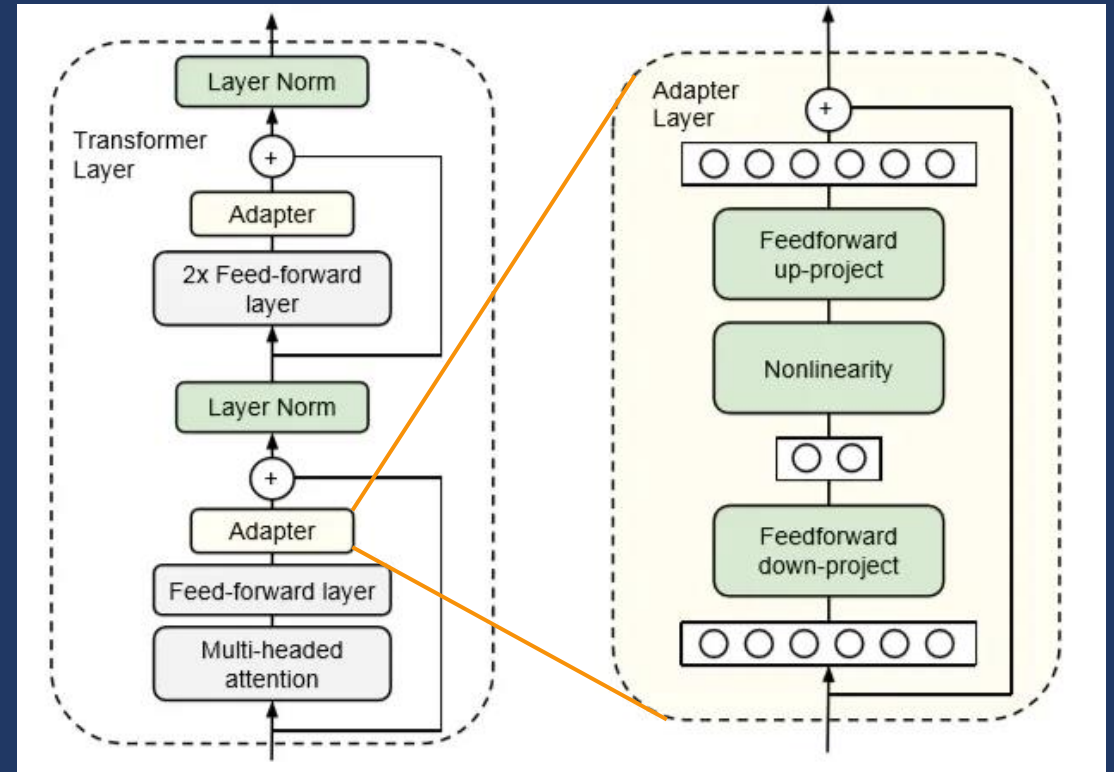 Layer Norm
Transformer
Layer
+
Adapter
2x Feed-forward
layer
Layer Norm
+
Adapter
Feed-forward layer
Multi-headed
attention
Adapter
Layer
+
Feedforward
up-project
Nonlinearity
Feedforward
down-project